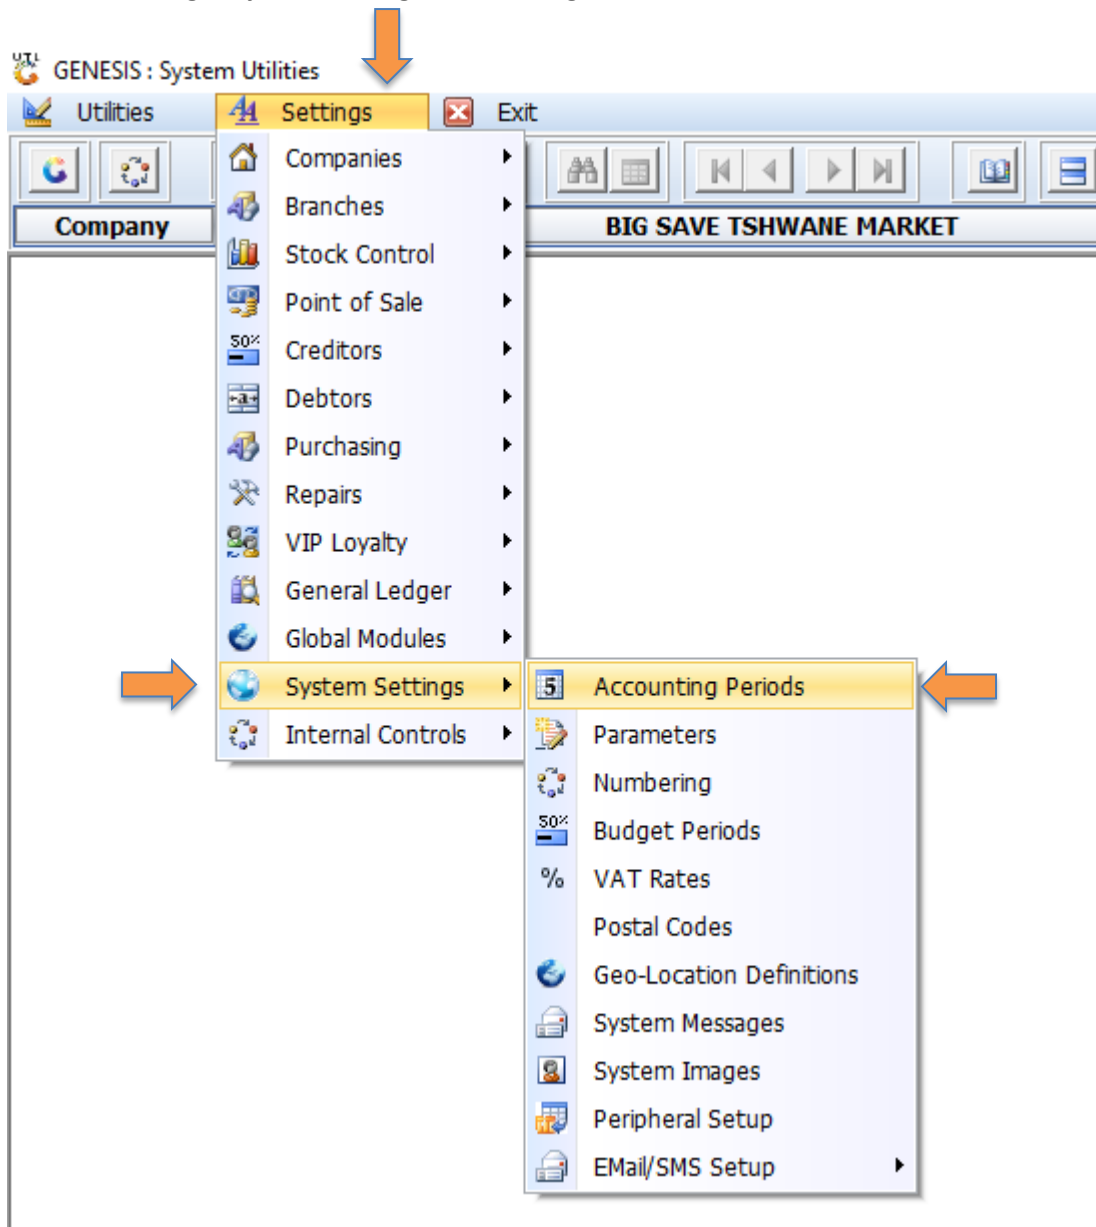 GENESIS : System Utilities
Utilities Settings Exit
Company BIG SAVE TSHWANE MARKET
Companies
Branches
Stock Control
Point of Sale
Creditors
Debtors
Purchasing
Repairs
VIP Loyalty
General Ledger
Global Modules
System Settings
Internal Controls
Accounting Periods
Parameters
Numbering
Budget Periods
% VAT Rates
Postal Codes
Geo-Location Definitions
System Messages
System Images
Peripheral Setup
EMail/SMS Setup